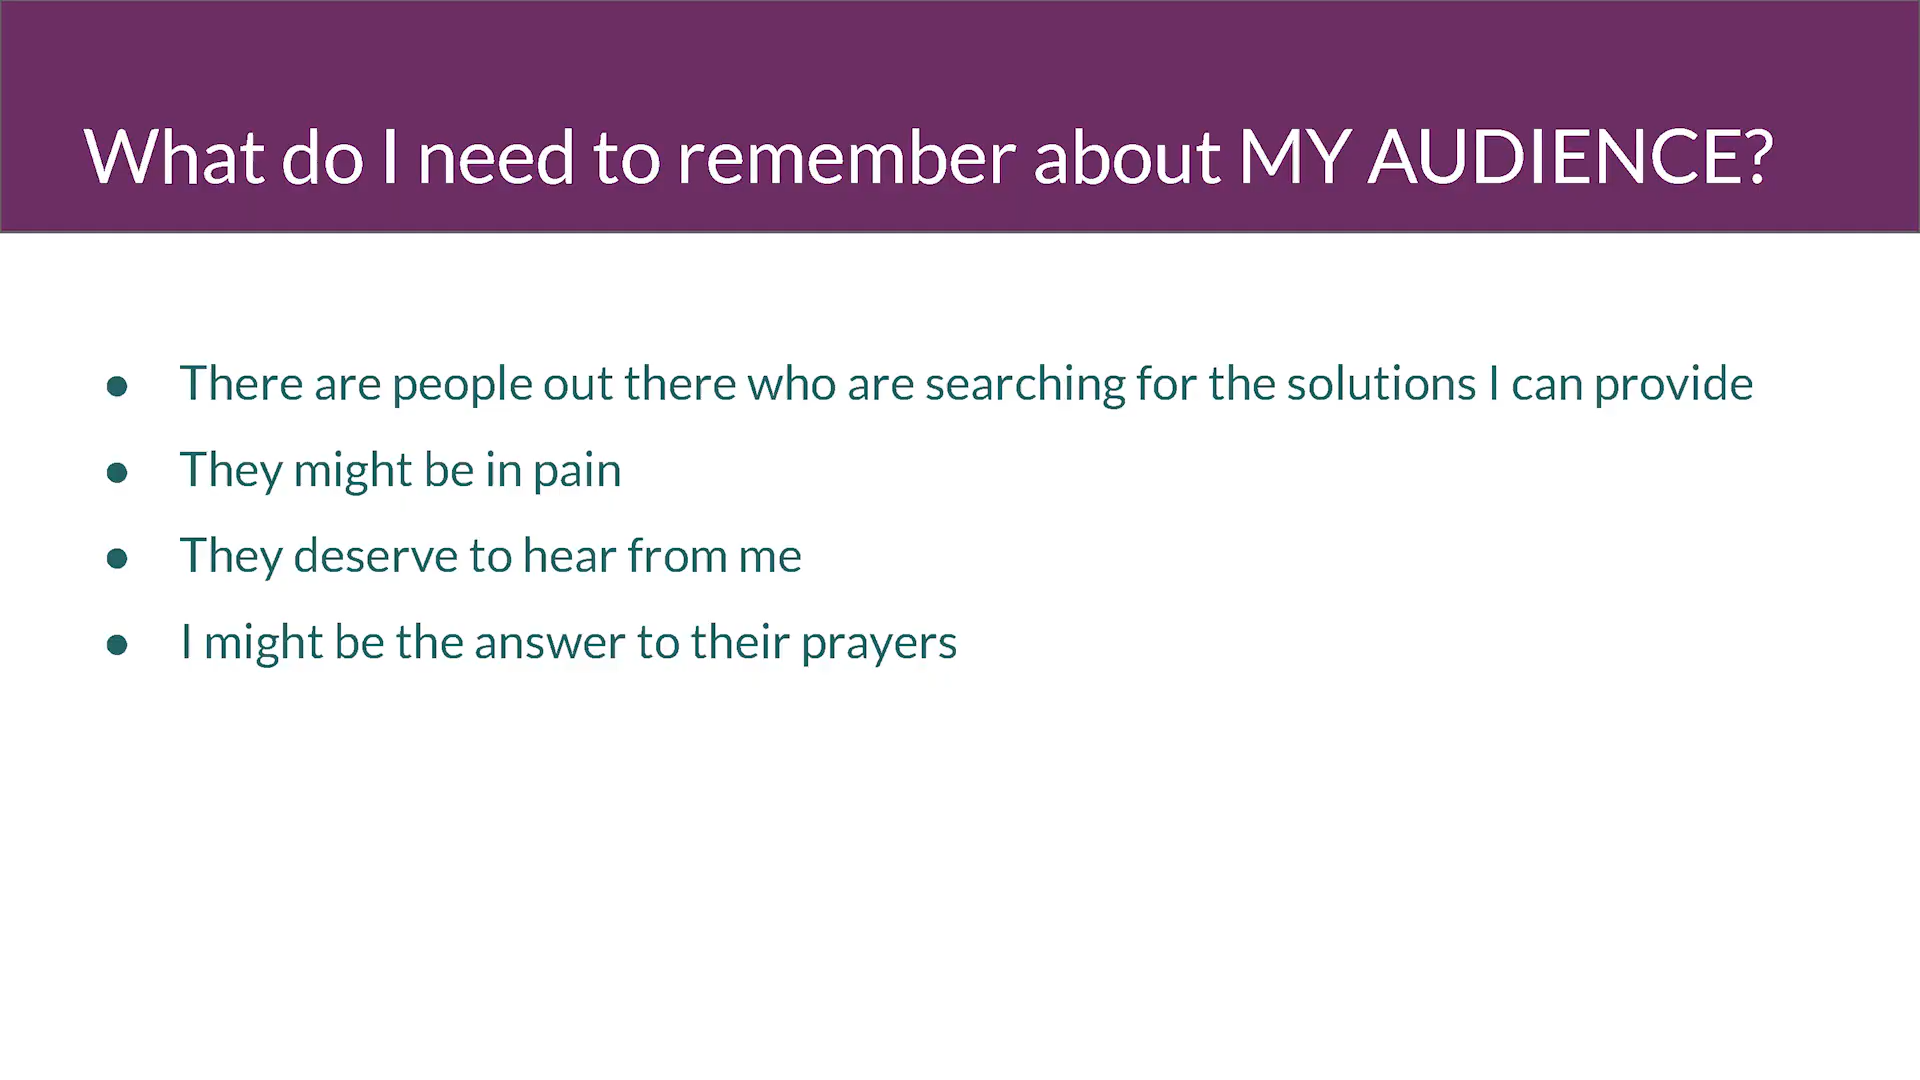 What do I need to remember about MY AUDIENCE?
● There are people out there who are searching for the solutions I can provide
● They might be in pain
● They deserve to hear from me
● I might be the answer to their prayers